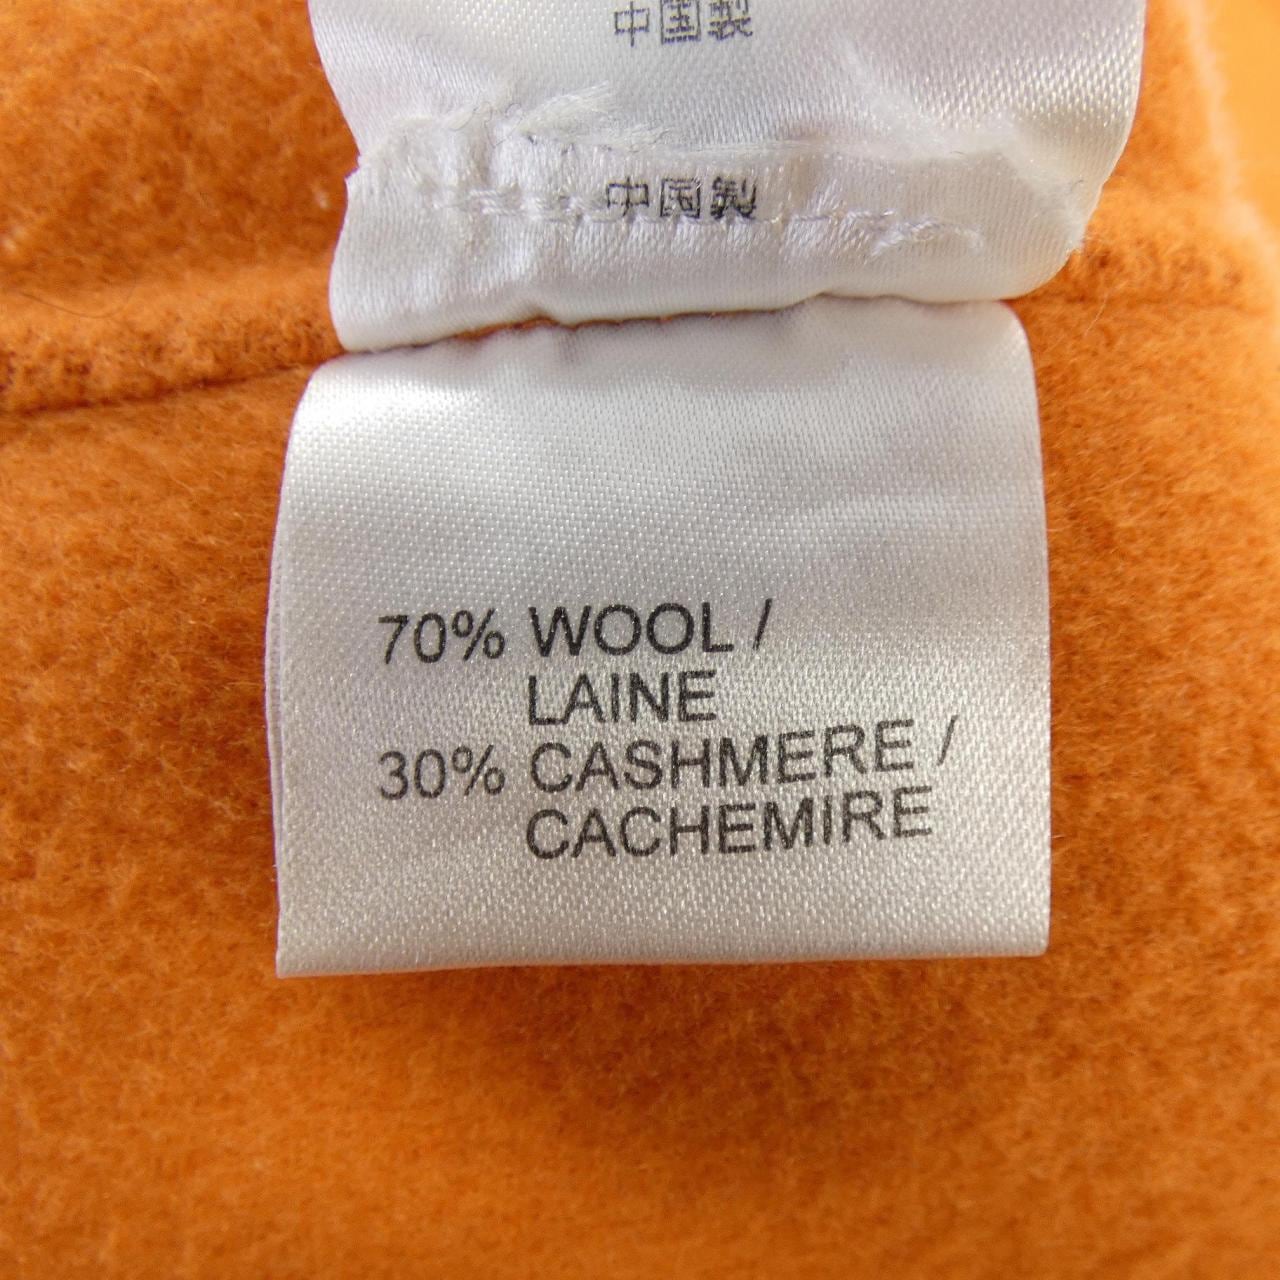 中国製
中国製
70% WOOL /
LAINE
30% CASHMERE /
CACHEMIRE